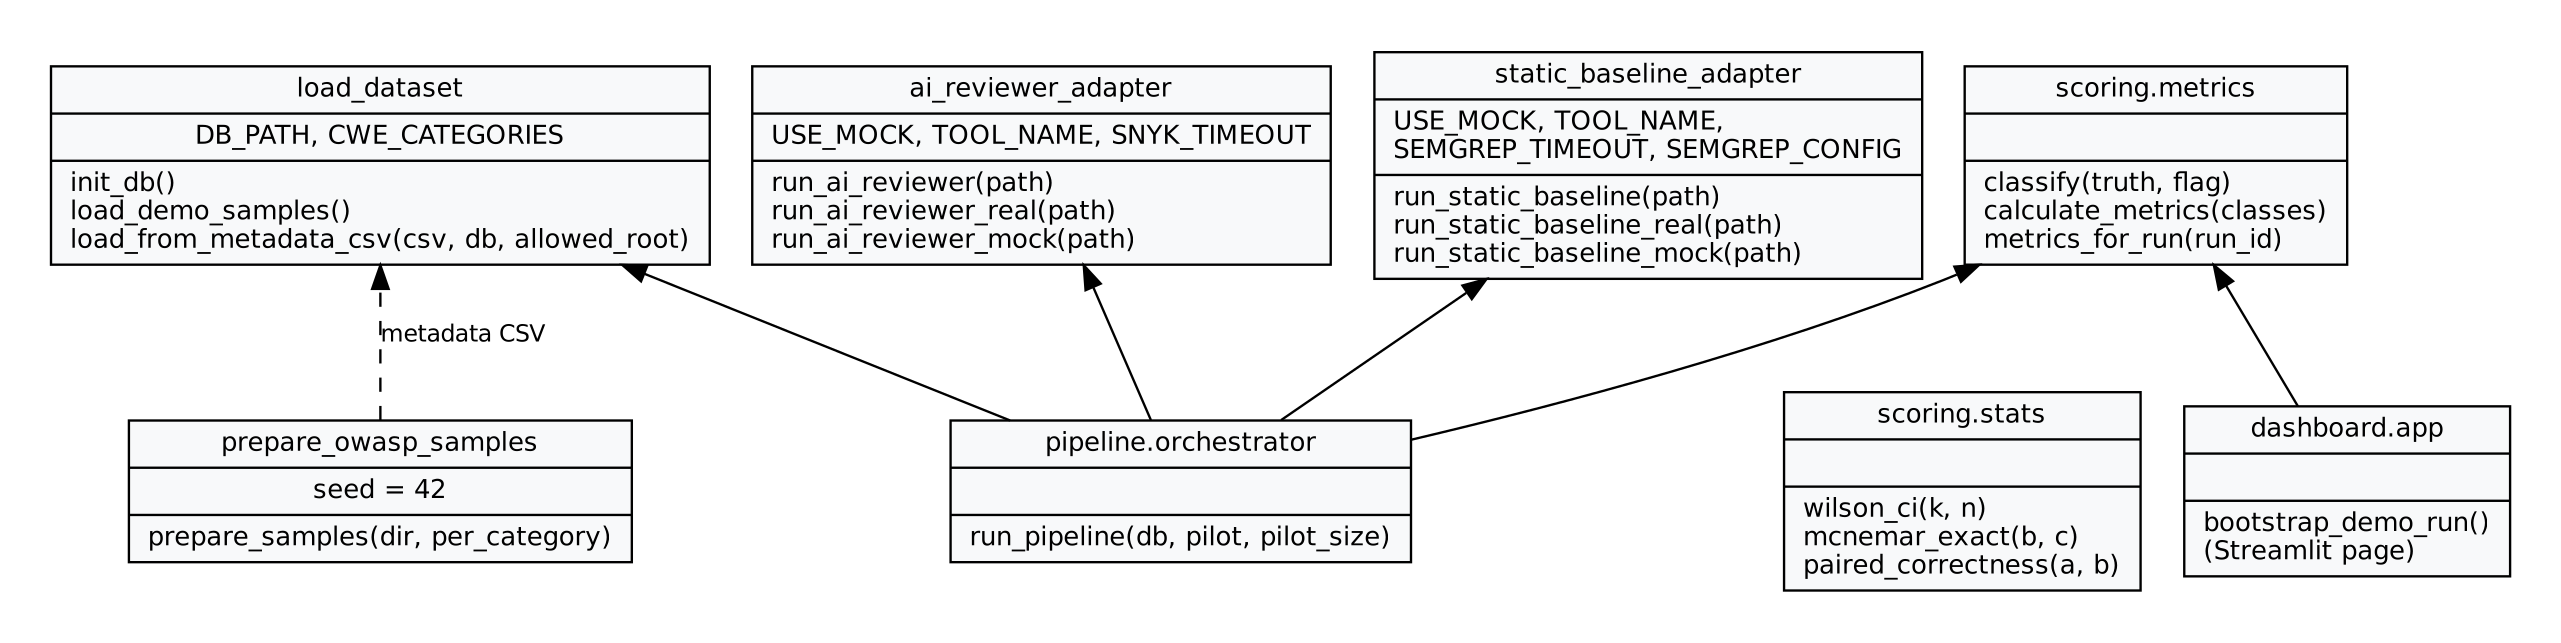 load_dataset
DB_PATH, CWE_CATEGORIES
init_db()
load_demo_samples()
load_from_metadata_csv(csv, db, allowed_root)
ai_reviewer_adapter
USE_MOCK, TOOL_NAME, SNYK_TIMEOUT
run_ai_reviewer(path)
run_ai_reviewer_real(path)
run_ai_reviewer_mock(path)
static_baseline_adapter
USE_MOCK, TOOL_NAME,
SEMGREP_TIMEOUT, SEMGREP_CONFIG
run_static_baseline(path)
run_static_baseline_real(path)
run_static_baseline_mock(path)
scoring.metrics
classify(truth, flag)
calculate_metrics(classes)
metrics_for_run(run_id)
metadata CSV
prepare_owasp_samples
seed = 42
prepare_samples(dir, per_category)
pipeline.orchestrator
run_pipeline(db, pilot, pilot_size)
scoring.stats
wilson_ci(k, n)
mcnemar_exact(b, c)
paired_correctness(a, b)
dashboard.app
bootstrap_demo_run()
(Streamlit page)